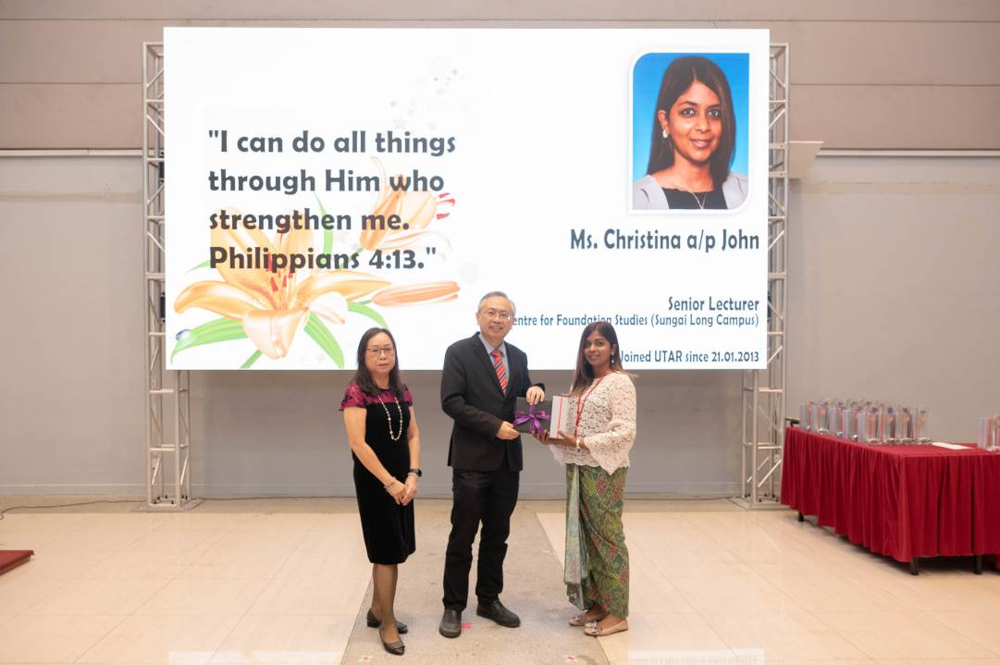 "I can do all things
through Him who
strengthen me.
Philippians 4:13."
Ms. Christina a/p John
Senior Lecturer
entre for Foundation Studies (Sungai Long Campus)
Joined UTAR since 21.01.2013